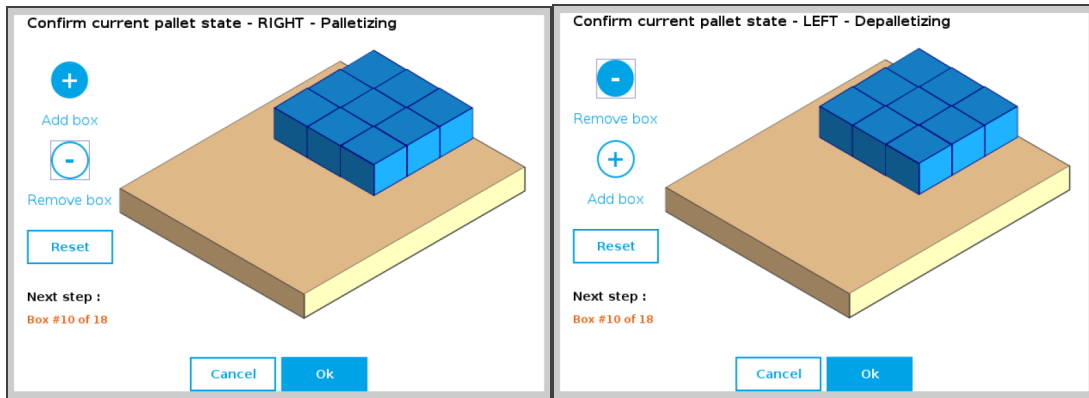 Confirm current pallet state - RIGHT - Palletizing
+
Add box
-
Remove box
Reset
Next step :
Box #10 of 18
Cancel
Ok
Confirm current pallet state - LEFT - Depalletizing
-
Remove box
+
Add box
Reset
Next step :
Box #10 of 18
Cancel
Ok